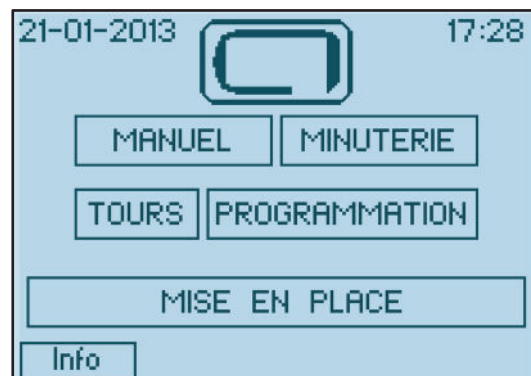 21-01-2013 17:28
MANUEL MINUTERIE
TOURS PROGRAMMATION
MISE EN PLACE
Info